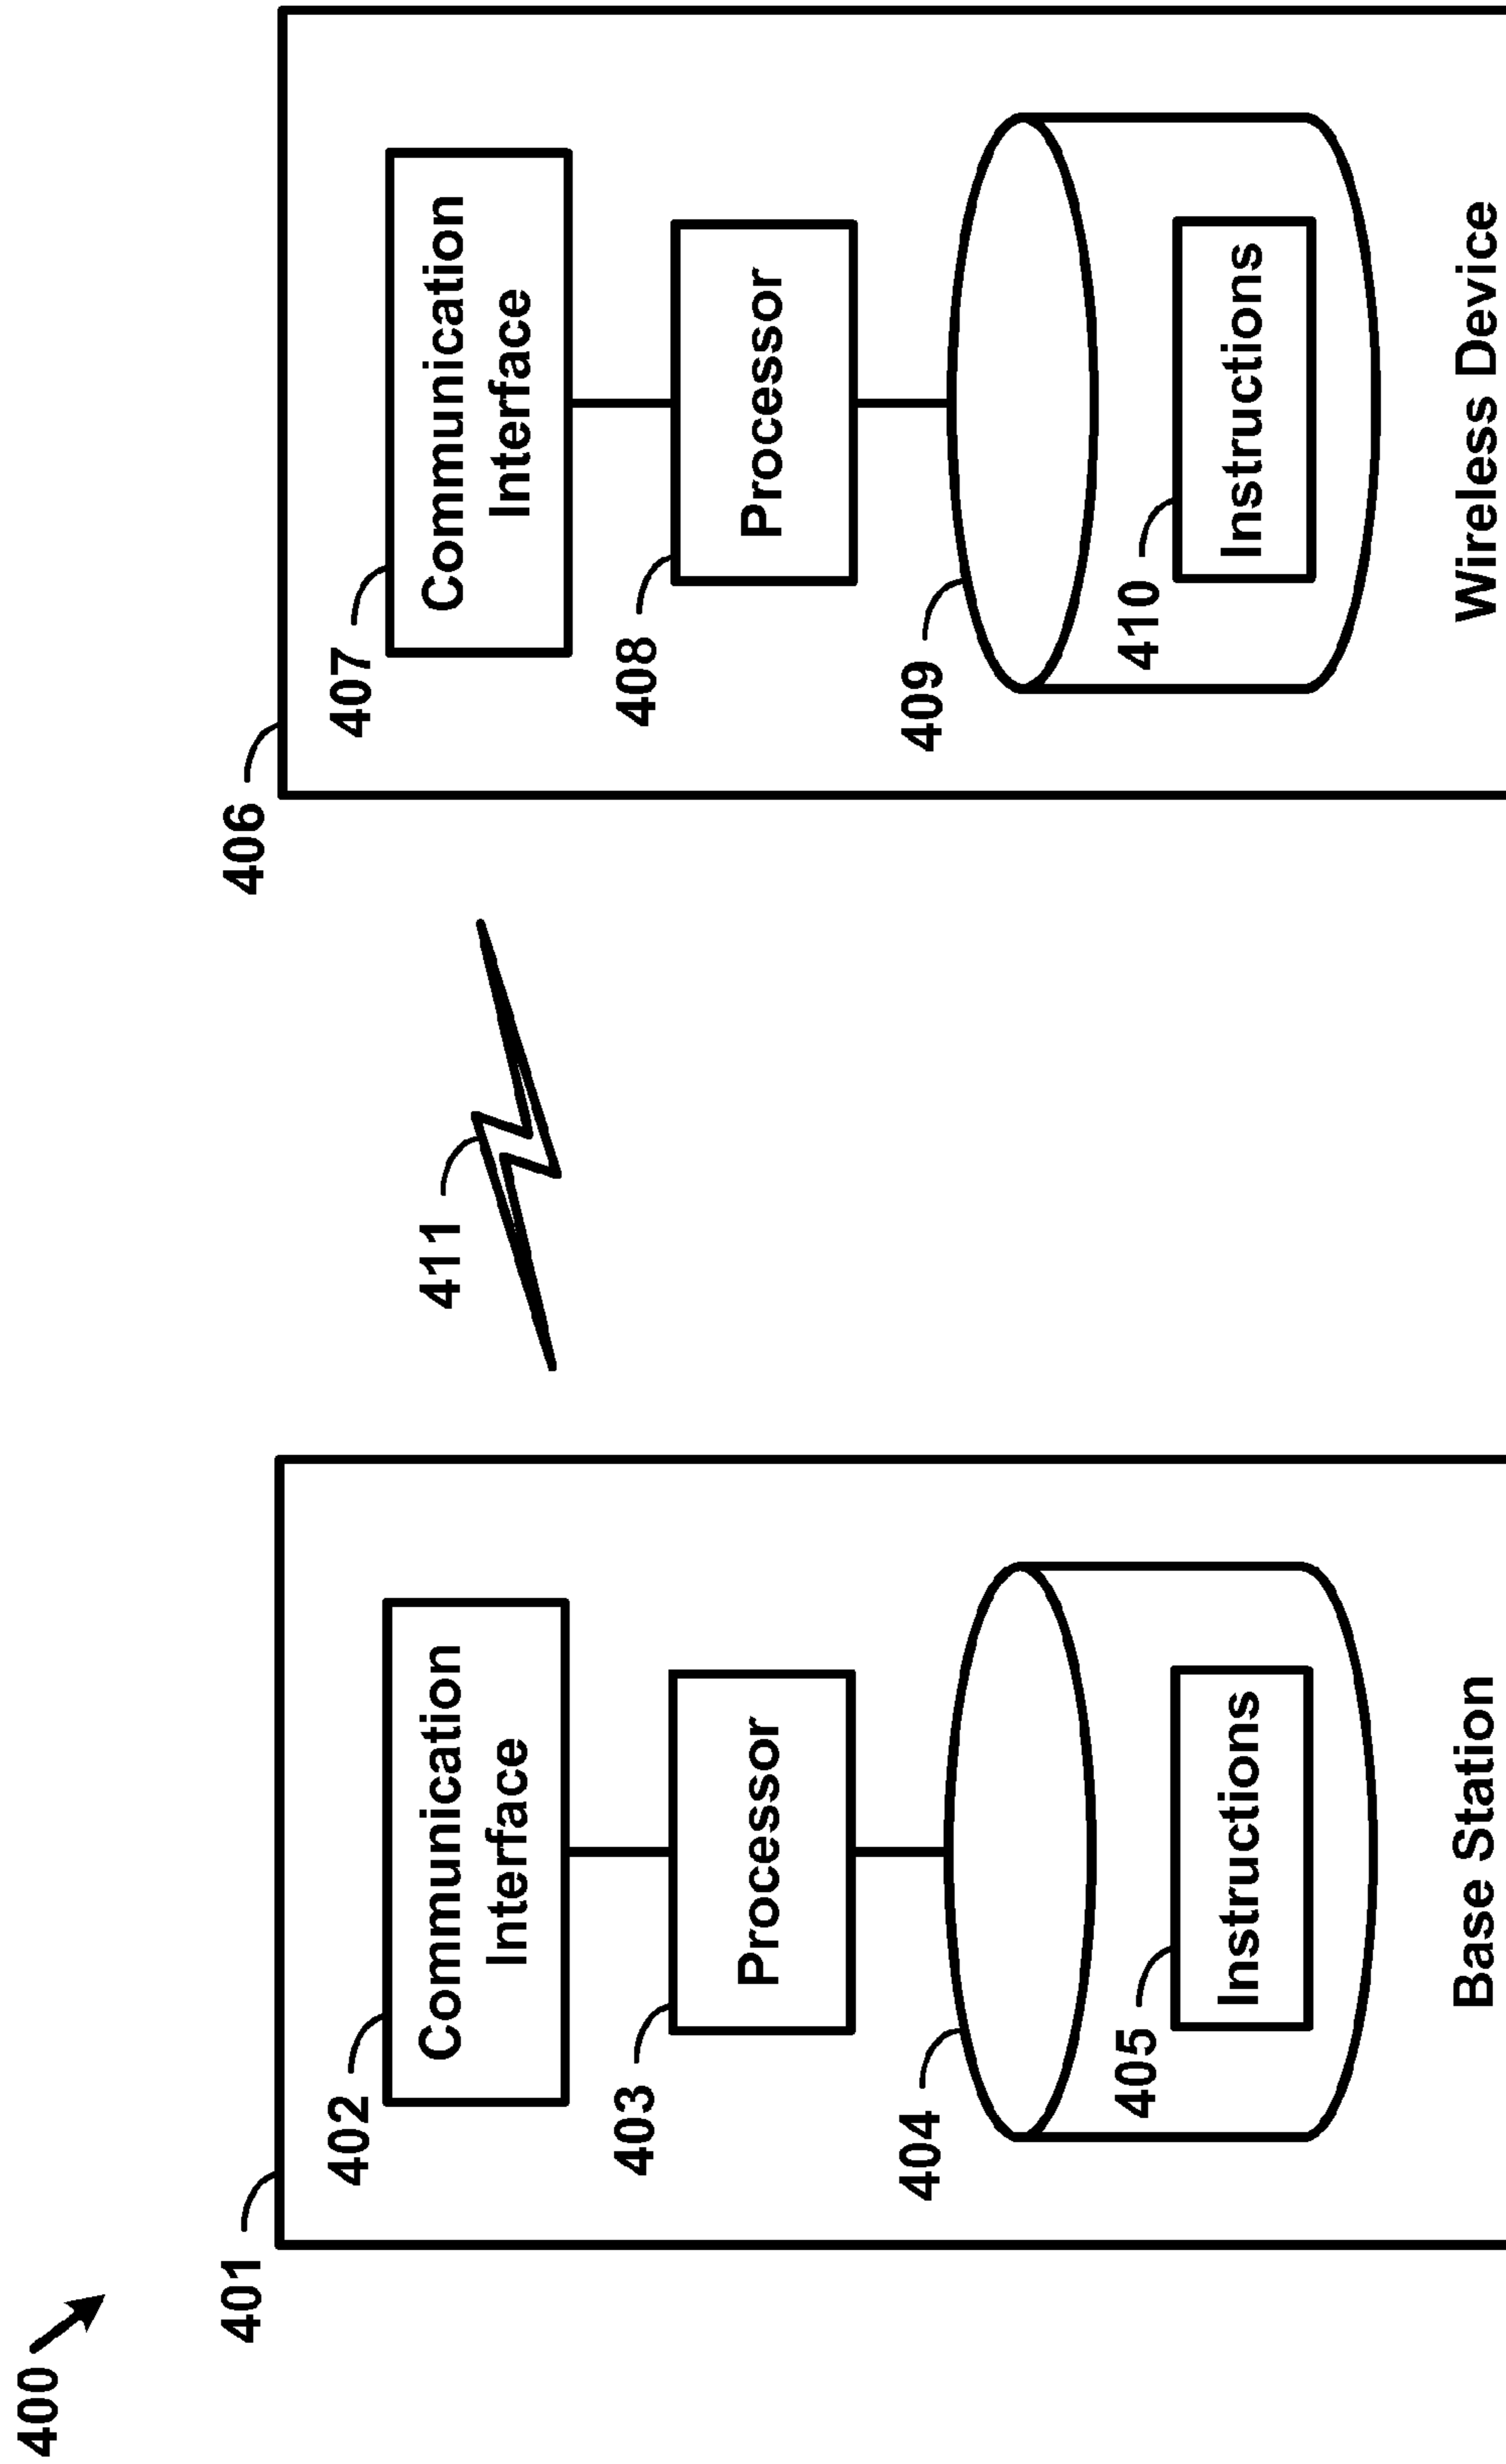 400
401
402
Communication
Interface
403
Processor
404
405
Instructions
Base Station
411
406
407
Communication
Interface
408
Processor
409
410
Instructions
Wireless Device